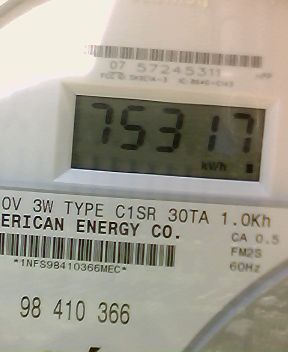 07 57245311
75317
kWh
0V 3W TYPE C1SR 30TA 1.0Kh
ERICAN ENERGY CO.
CA 0.5
FM2S
*1NFS98410366MEC*
60Hz
98 410 366